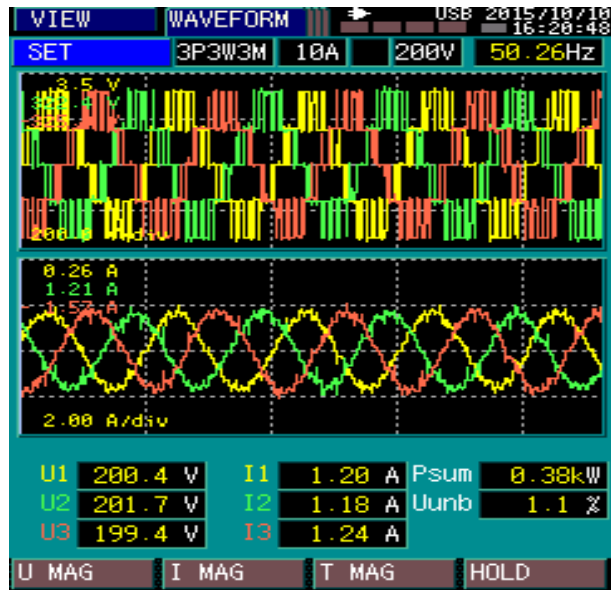 VIEW WAVEFORM USB 2015/10/10
16:20:48
SET 3P3W3M 10A 200V 50.26Hz
3.5 V
200.0 V/div
0.26 A
1.21 A
1.57 A
2.00 A/div
U1 200.4 V I1 1.20 A Psum 0.38kW
U2 201.7 V I2 1.18 A Uunb 1.1 %
U3 199.4 V I3 1.24 A
U MAG I MAG T MAG HOLD